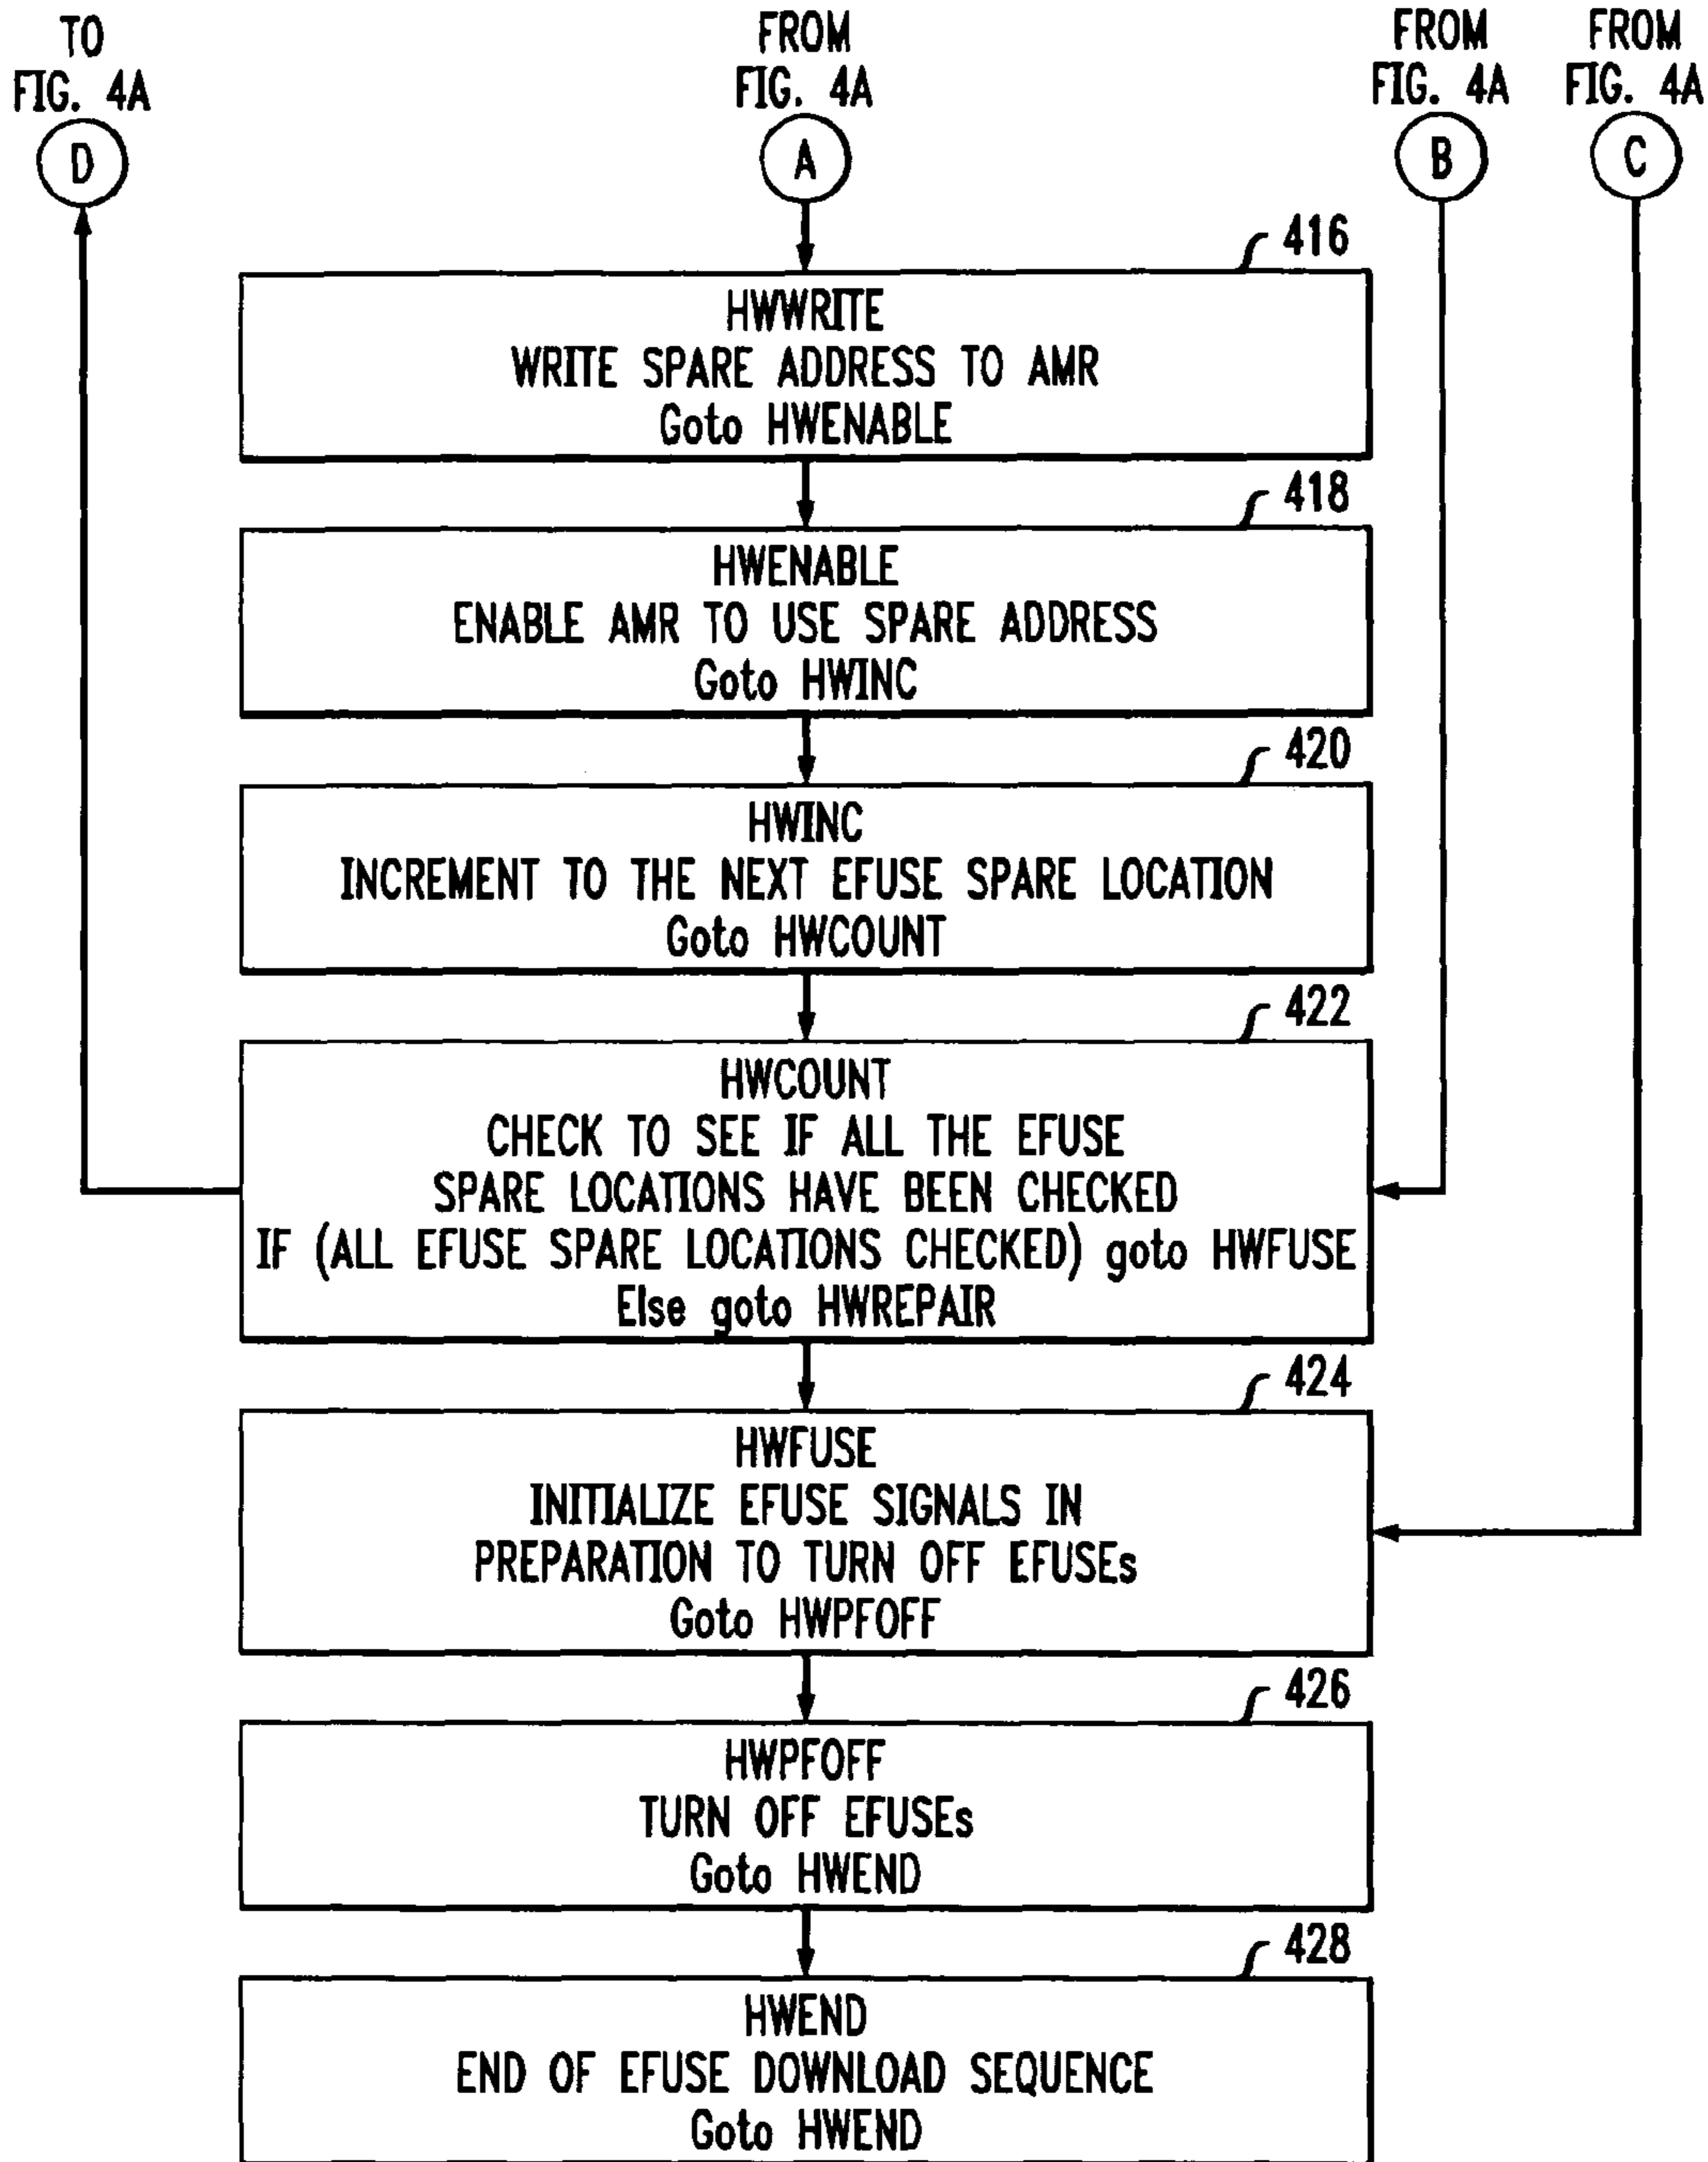 TO
FIG. 4A
D
FROM
FIG. 4A
A
FROM
FIG. 4A
B
FROM
FIG. 4A
C
416
HWWRITE
WRITE SPARE ADDRESS TO AMR
Goto HWENABLE
418
HWENABLE
ENABLE AMR TO USE SPARE ADDRESS
Goto HWINC
420
HWINC
INCREMENT TO THE NEXT EFUSE SPARE LOCATION
Goto HWCOUNT
422
HWCOUNT
CHECK TO SEE IF ALL THE EFUSE
SPARE LOCATIONS HAVE BEEN CHECKED
IF (ALL EFUSE SPARE LOCATIONS CHECKED) goto HWFUSE
Else goto HWREPAIR
424
HWFUSE
INITIALIZE EFUSE SIGNALS IN
PREPARATION TO TURN OFF EFUSEs
Goto HWPFOFF
426
HWPFOFF
TURN OFF EFUSEs
Goto HWEND
428
HWEND
END OF EFUSE DOWNLOAD SEQUENCE
Goto HWEND